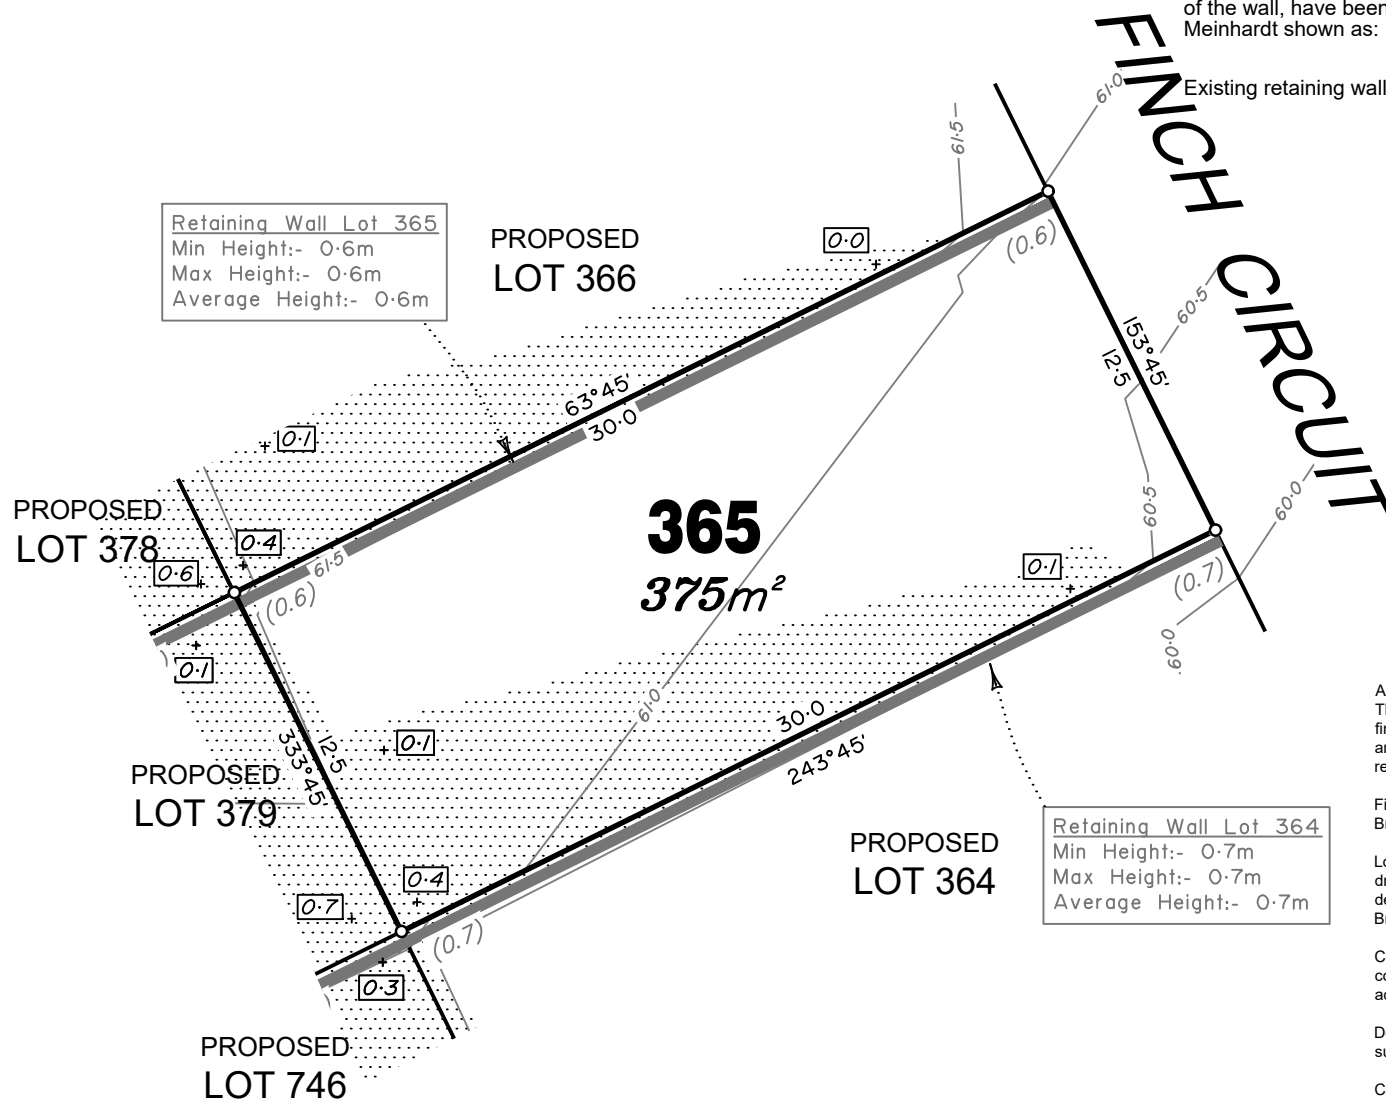 of the wall, have been
Meinhardt shown as:
Existing retaining wall
FINCH CIRCUIT
61·0
61·5
Retaining Wall Lot 365
Min Height:- 0·6m
Max Height:- 0·6m
Average Height:- 0·6m
PROPOSED
LOT 366
0·0
(0.6)
60·5
153°45'
12·5
63°45'
30·0
0·1
PROPOSED
LOT 378
0·4
0·6
61·5
(0.6)
0·1
365
375m²
60·5
60·0
0·1
(0.7)
60·0
61·0
30·0
243°45'
0·1
12·5
333°45'
PROPOSED
LOT 379
PROPOSED
LOT 364
Retaining Wall Lot 364
Min Height:- 0·7m
Max Height:- 0·7m
Average Height:- 0·7m
0·4
0·7
(0.7)
0·3
PROPOSED
LOT 746